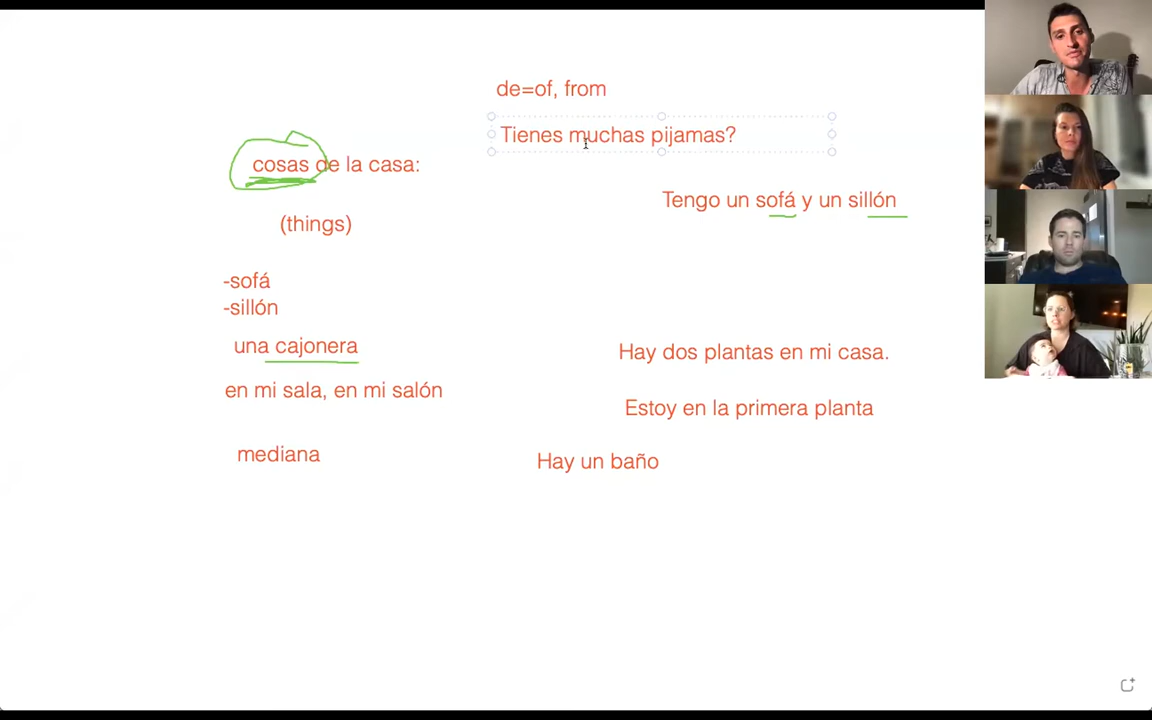 de=of, from
Tienes muchas pijamas?
cosas de la casa:
Tengo un sofá y un sillón
(things)
-sofá
-sillón
una cajonera
Hay dos plantas en mi casa.
en mi sala, en mi salón
Estoy en la primera planta
mediana
Hay un baño